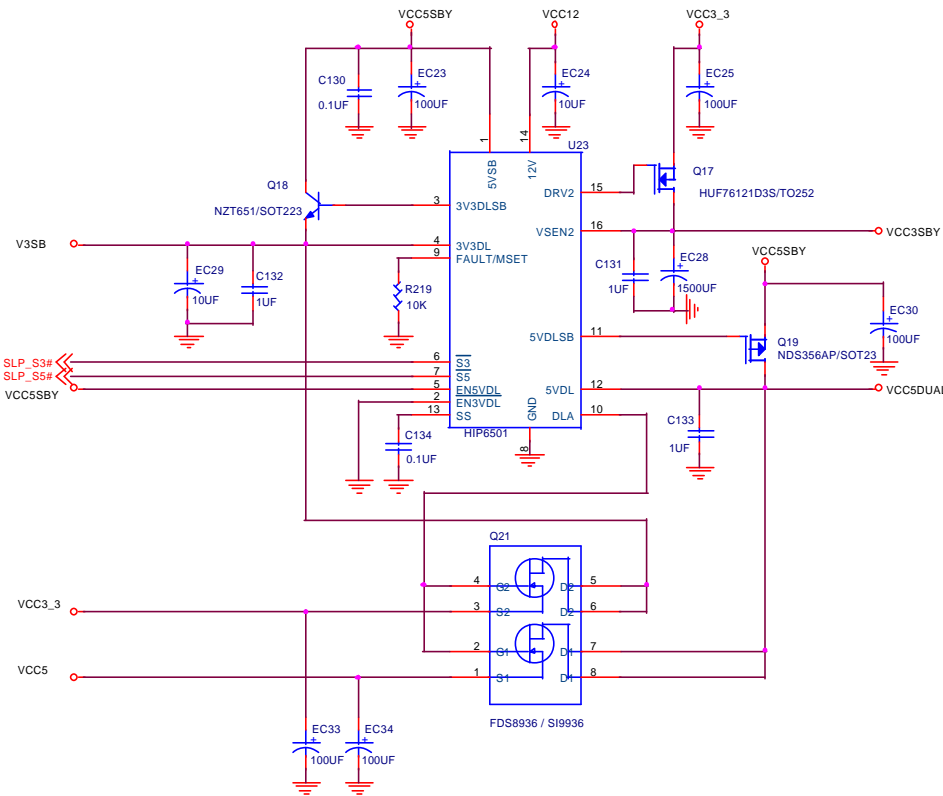 VCC5SBY
VCC12
VCC3_3
C130
0.1UF
EC23
100UF
EC24
10UF
EC25
100UF
1
14
U23
5VSB
12V
Q17
HUF76121D3S/TO252
Q18
NZT651/SOT223
3
3V3DLSB
DRV2
15
V3SB
4
3V3DL
9
FAULT/MSET
VSEN2
16
VCC3SBY
EC29
10UF
C132
1UF
R219
10K
C131
1UF
EC28
1500UF
VCC5SBY
EC30
100UF
5VDLSB
11
Q19
NDS356AP/SOT23
SLP_S3#
6
S3
SLP_S5#
7
S5
VCC5SBY
5
EN5VDL
2
EN3VDL
13
SS
5VDL
12
VCC5DUAL
DLA
10
GND
8
HIP6501
C134
0.1UF
C133
1UF
Q21
4
G2
D2
5
VCC3_3
3
S2
D2
6
2
G1
D1
7
VCC5
1
S1
D1
8
FDS8936 / SI9936
EC33
100UF
EC34
100UF